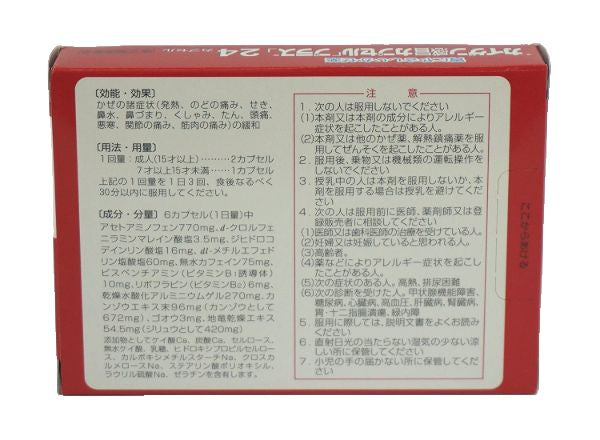 カイゲン感冒カプセル「プラス」24 カプセル
〔効能・効果〕
かぜの諸症状(発熱、のどの痛み、せき、
鼻水、鼻づまり、くしゃみ、たん、頭痛、
悪寒、関節の痛み、筋肉の痛み)の緩和
〔用法・用量〕
1回量:成人(15才以上)………2カプセル
7才以上15才未満……1カプセル
上記の1回量を1日3回、食後なるべく
30分以内に服用してください。
〔成分・分量〕6カプセル(1日量)中
アセトアミノフェン770mg、d-クロルフェ
ニラミンマレイン酸塩3.5mg、ジヒドロコ
デインリン酸塩16mg、dl-メチルエフェド
リン塩酸塩60mg、無水カフェイン75mg、
ビスベンチアミン(ビタミンB₁誘導体)
10mg、リボフラビン(ビタミンB₂)6mg、
乾燥水酸化アルミニウムゲル270mg、カ
ンゾウエキス末96mg(カンゾウとして
672mg)、ゴオウ3mg、地竜乾燥エキス
54.5mg(ジリュウとして420mg)
添加物としてケイ酸Ca、炭酸Ca、セルロース、
無水ケイ酸、乳糖、ヒドロキシプロピルセルロー
ス、カルボキシメチルスターチNa、クロスカ
ルメロースNa、ステアリン酸ポリオキシル、
ラウリル硫酸Na、ゼラチンを含有します。
注意
1.次の人は服用しないでください
(1)本剤又は本剤の成分によりアレルギー
症状を起こしたことがある人。
(2)本剤又は他のかぜ薬、解熱鎮痛薬を服
用してぜんそくを起こしたことがある人。
2.服用後、乗物又は機械類の運転操作を
しないでください
3.授乳中の人は本剤を服用しないか、本
剤を服用する場合は授乳を避けてくだ
さい
4.次の人は服用前に医師、薬剤師又は登
録販売者に相談してください
(1)医師又は歯科医師の治療を受けている人。
(2)妊婦又は妊娠していると思われる人。
(3)高齢者。
(4)薬などによりアレルギー症状を起こし
たことがある人。
(5)次の症状のある人。高熱、排尿困難
(6)次の診断を受けた人。甲状腺機能障害、
糖尿病、心臓病、高血圧、肝臓病、腎臓病、
胃・十二指腸潰瘍、緑内障
5.服用に際しては、説明文書をよくお読み
ください
6.直射日光の当たらない湿気の少ない涼
しい所に保管してください
7.小児の手の届かない所に保管してくだ
さい
ここからあける